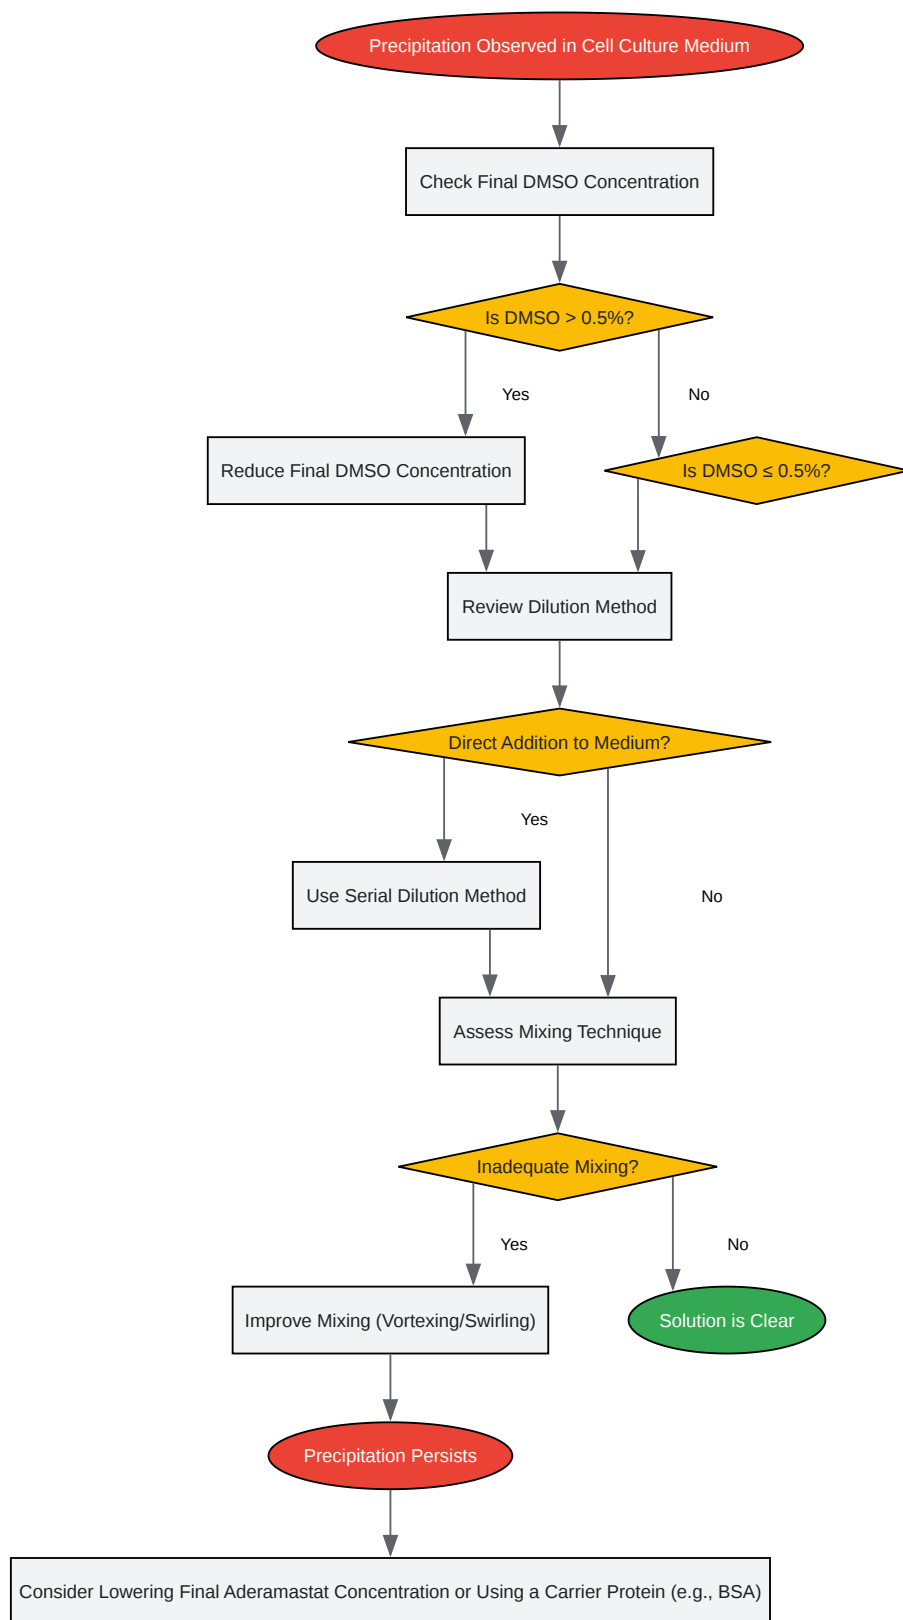 Precipitation Observed in Cell Culture Medium
Check Final DMSO Concentration
Is DMSO > 0.5%?
Yes
No
Reduce Final DMSO Concentration
Is DMSO ≤ 0.5%?
Review Dilution Method
Direct Addition to Medium?
Yes
Use Serial Dilution Method
No
Assess Mixing Technique
Inadequate Mixing?
Yes
No
Improve Mixing (Vortexing/Swirling)
Solution is Clear
Precipitation Persists
Consider Lowering Final Aderamastat Concentration or Using a Carrier Protein (e.g., BSA)